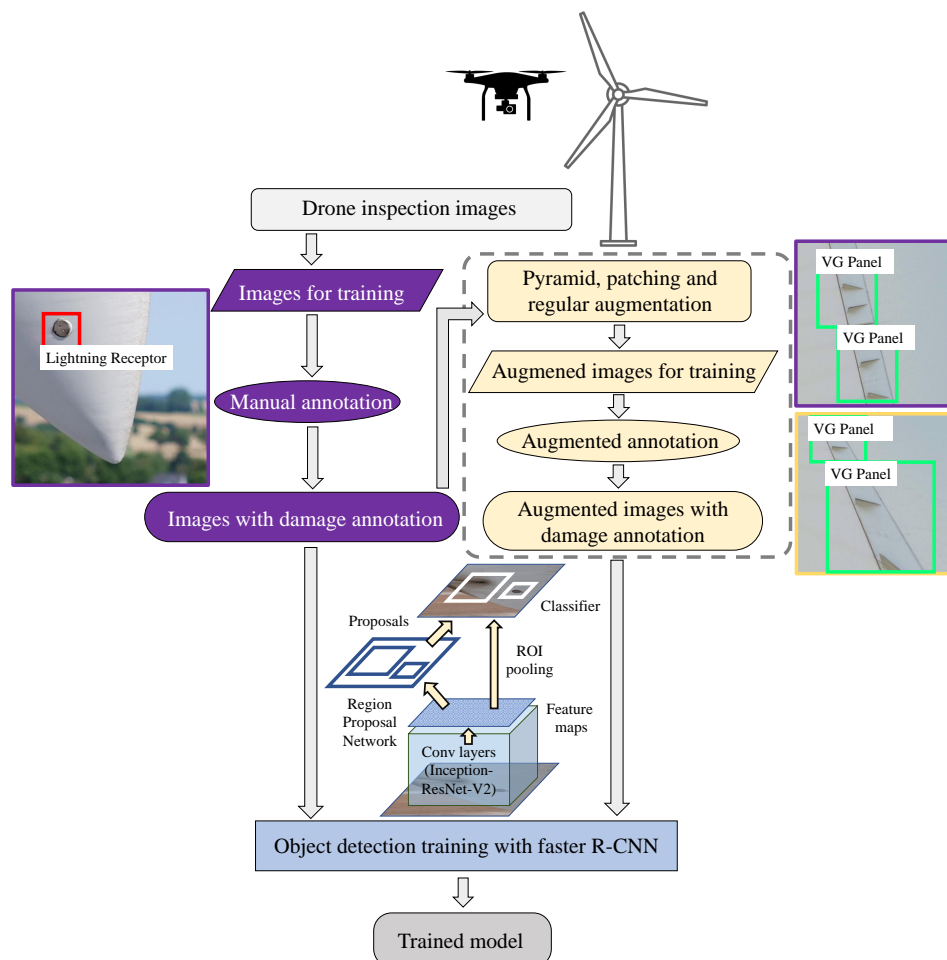 Drone inspection images
Images for training
Lightning Receptor
Manual annotation
Images with damage annotation
Pyramid, patching and
regular augmentation
Augmened images for training
Augmented annotation
Augmented images with
damage annotation
VG Panel
VG Panel
VG Panel
VG Panel
Classifier
Proposals
ROI
pooling
Region
Proposal
Network
Feature
maps
Conv layers
(Inception-
ResNet-V2)
Object detection training with faster R-CNN
Trained model